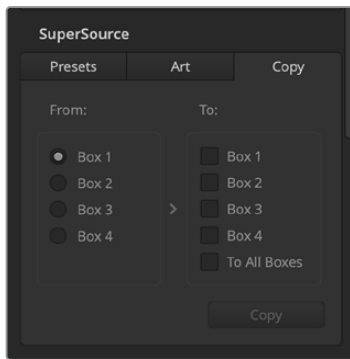 SuperSource
Presets Art Copy
From: To:
Box 1 Box 1
Box 2 Box 2
Box 3 > Box 3
Box 4 Box 4
To All Boxes
Copy